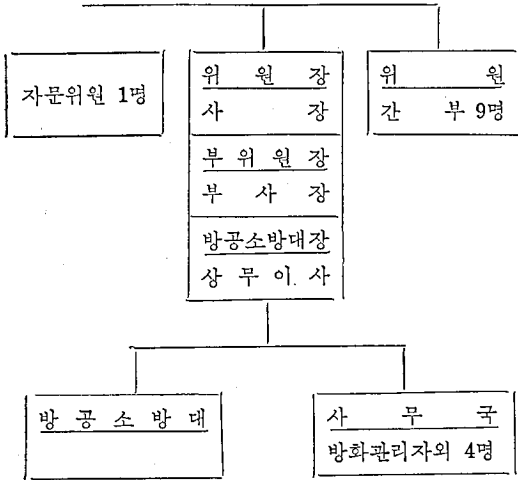 자문위원 1명
위 원 장
사 장
부 위 원 장
부 사 장
방공소방대장
상 무 이 사
위 원
간 부 9명
방 공 소 방 대
사 무 국
방화관리자외 4명